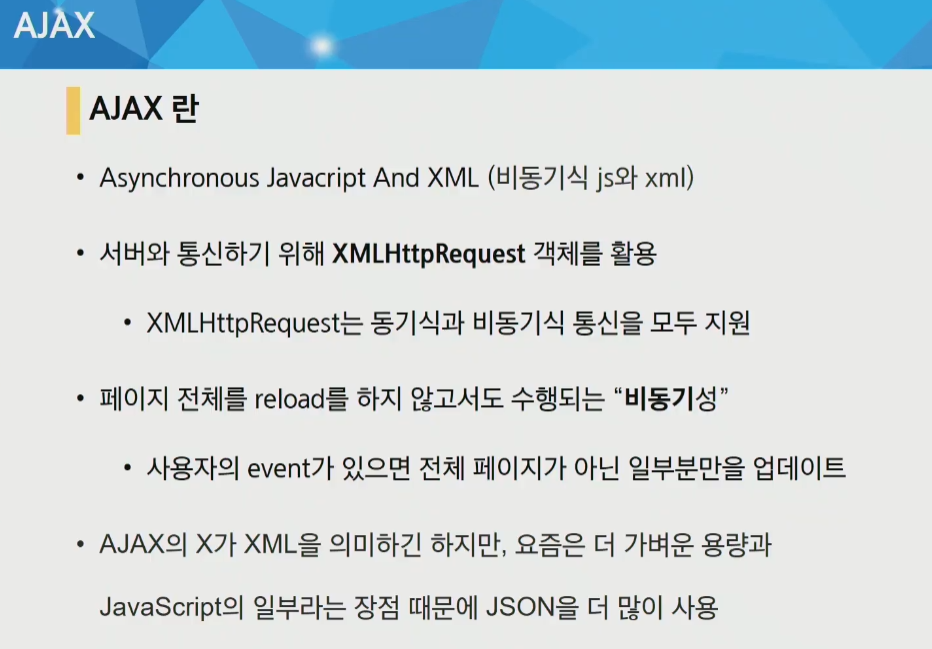 AJAX
AJAX 란
• Asynchronous Javacript And XML (비동기식 js와 xml)
• 서버와 통신하기 위해 XMLHttpRequest 객체를 활용
• XMLHttpRequest는 동기식과 비동기식 통신을 모두 지원
• 페이지 전체를 reload를 하지 않고서도 수행되는 “비동기성”
• 사용자의 event가 있으면 전체 페이지가 아닌 일부분만을 업데이트
• AJAX의 X가 XML을 의미하긴 하지만, 요즘은 더 가벼운 용량과
JavaScript의 일부라는 장점 때문에 JSON을 더 많이 사용